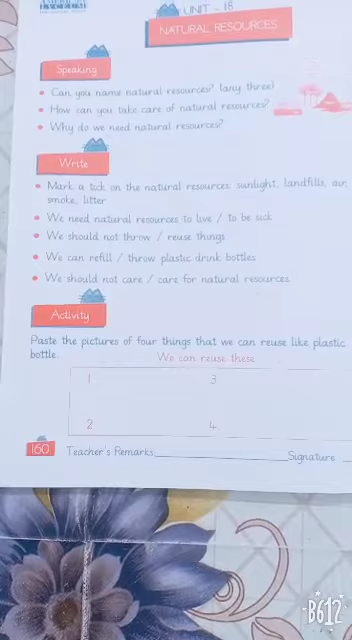 UNIT - 18
NATURAL RESOURCES
Speaking
• Can you name natural resources? (any three)
• How can you take care of natural resources?
• Why do we need natural resources?
Write
• Mark a tick on the natural resources: sunlight, landfills, air,
smoke, litter
• We need natural resources to live / to be sick
• We should not throw / reuse things
• We can refill / throw plastic drink bottles
• We should not care / care for natural resources
Activity
Paste the pictures of four things that we can reuse like plastic
bottle.
We can reuse these
1 3
2 4
160 Teacher's Remarks Signature
B612